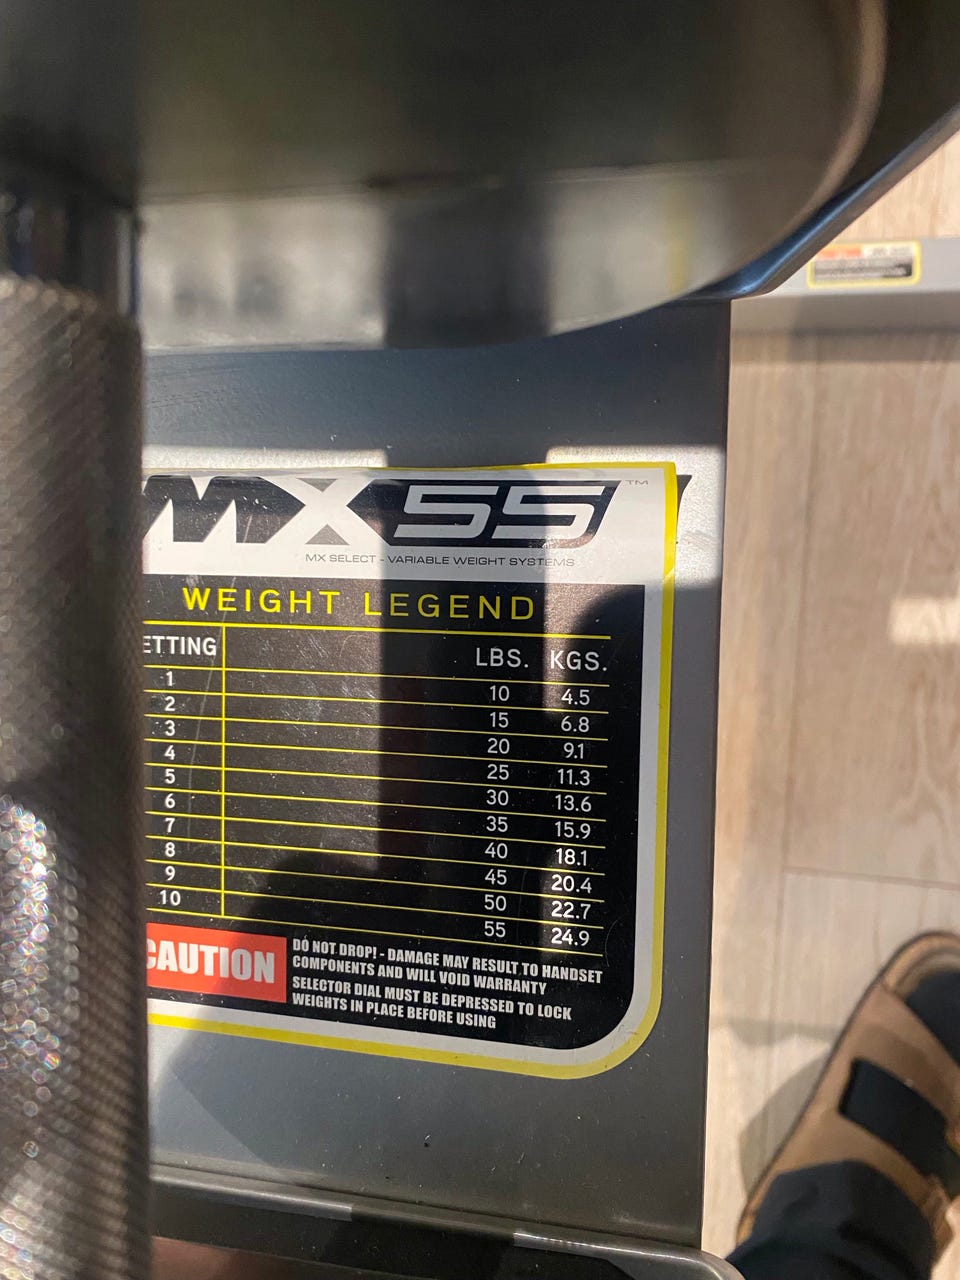 MX55™
MX SELECT - VARIABLE WEIGHT SYSTEMS
WEIGHT LEGEND
ETTING LBS. KGS.
1 10 4.5
2 15 6.8
3 20 9.1
4 25 11.3
5 30 13.6
6 35 15.9
7 40 18.1
8 45 20.4
9 50 22.7
10 55 24.9
CAUTION
DO NOT DROP! - DAMAGE MAY RESULT TO HANDSET
COMPONENTS AND WILL VOID WARRANTY
SELECTOR DIAL MUST BE DEPRESSED TO LOCK
WEIGHTS IN PLACE BEFORE USING